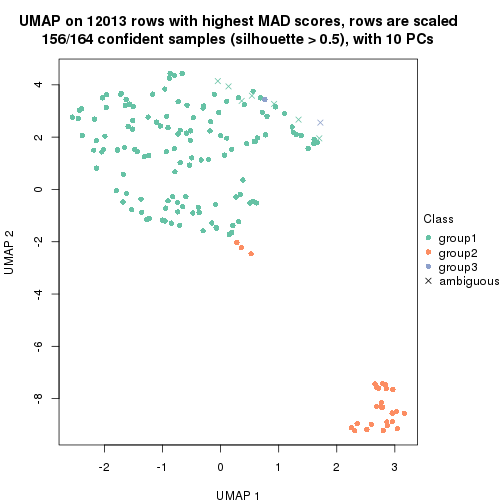 UMAP on 12013 rows with highest MAD scores, rows are scaled
156/164 confident samples (silhouette > 0.5), with 10 PCs
4
2
0
-2
-4
-6
-8
UMAP 2
-2
-1
0
1
2
3
UMAP 1
Class
group1
group2
group3
ambiguous